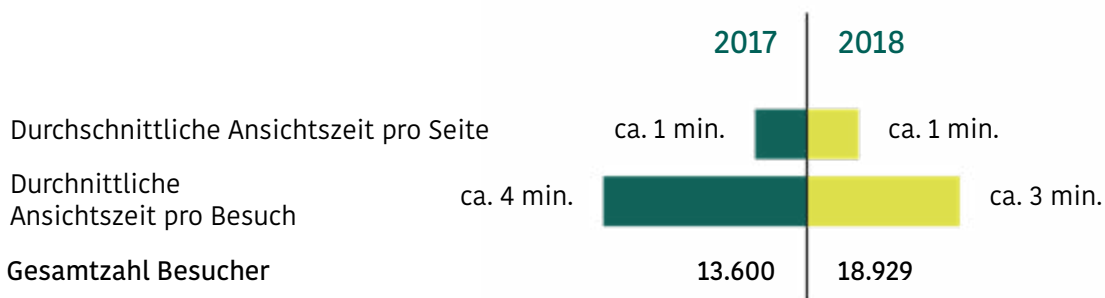 2017 2018
Durchschnittliche Ansichtszeit pro Seite ca. 1 min. ca. 1 min.
Durchnittliche
Ansichtszeit pro Besuch ca. 4 min. ca. 3 min.
Gesamtzahl Besucher 13.600 18.929